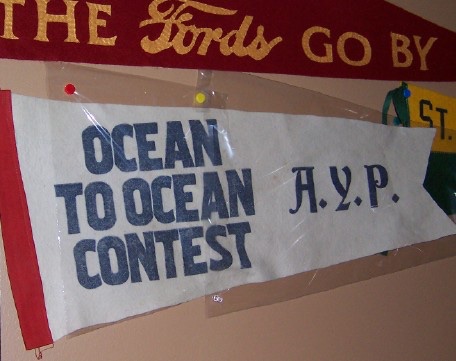 THE Fords GO BY
ST.
OCEAN
TO OCEAN
CONTEST
A.Y.P.